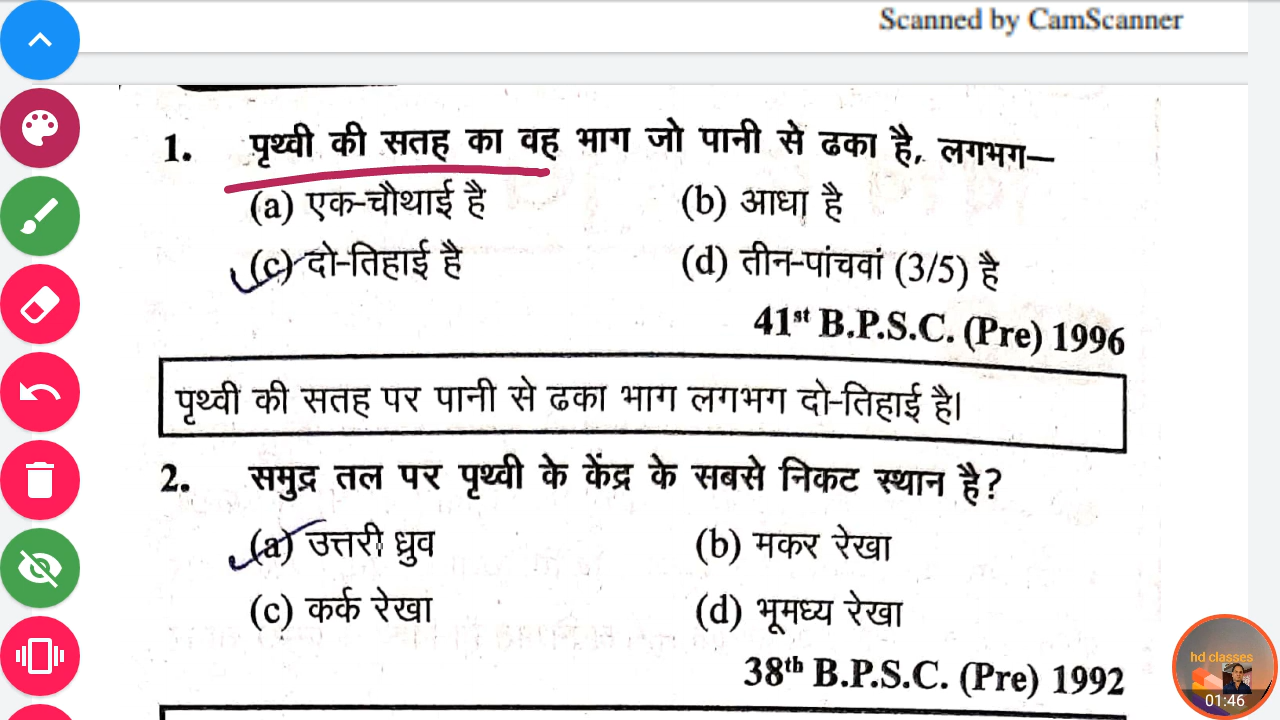 Scanned by CamScanner
1. पृथ्वी की सतह का वह भाग जो पानी से ढका है, लगभग—
(a) एक-चौथाई है (b) आधा है
(c) दो-तिहाई है (d) तीन-पांचवां (3/5) है
41st B.P.S.C. (Pre) 1996
पृथ्वी की सतह पर पानी से ढका भाग लगभग दो-तिहाई है।
2. समुद्र तल पर पृथ्वी के केंद्र के सबसे निकट स्थान है?
(a) उत्तरी ध्रुव (b) मकर रेखा
(c) कर्क रेखा (d) भूमध्य रेखा
38th B.P.S.C. (Pre) 1992
hd classes
01:46